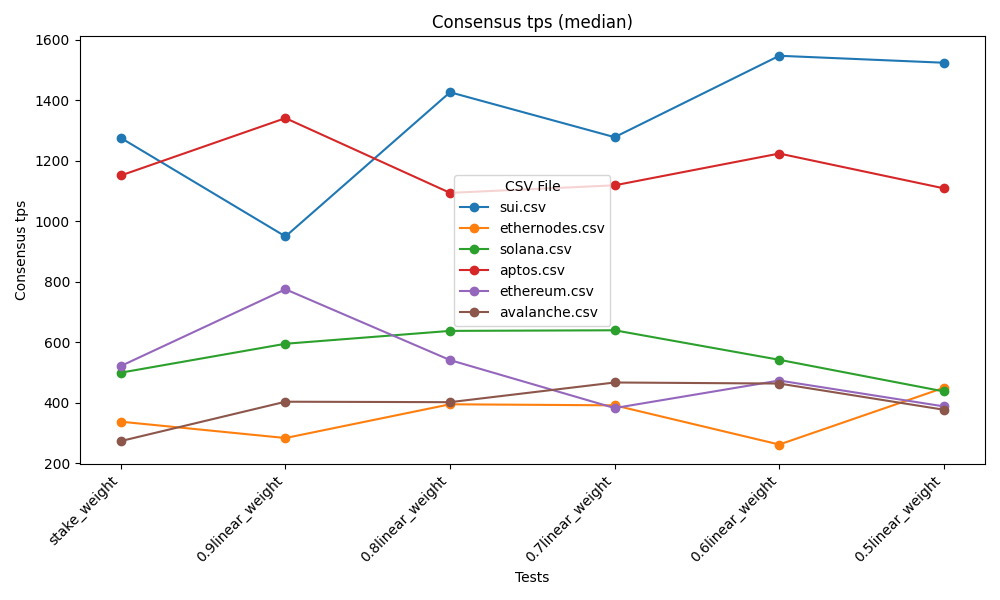 Consensus tps (median)
1600
1400
1200
1000
800
600
400
200
Consensus tps
CSV File
sui.csv
ethernodes.csv
solana.csv
aptos.csv
ethereum.csv
avalanche.csv
stake_weight
0.9linear_weight
0.8linear_weight
0.7linear_weight
0.6linear_weight
0.5linear_weight
Tests